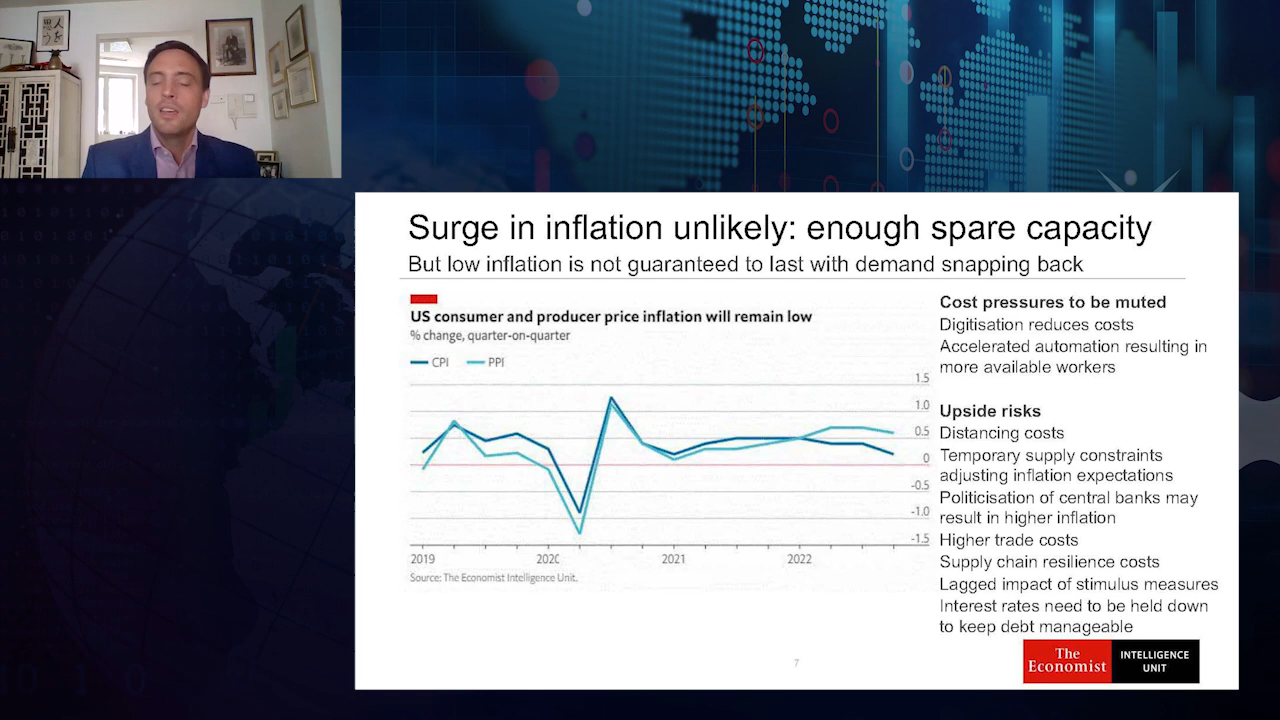 人を
思う
Surge in inflation unlikely: enough spare capacity
But low inflation is not guaranteed to last with demand snapping back
US consumer and producer price inflation will remain low
% change, quarter-on-quarter
CPI PPI
1.5
1.0
0.5
0
-0.5
-1.0
-1.5
2019 2020 2021 2022
Source: The Economist Intelligence Unit.
Cost pressures to be muted
Digitisation reduces costs
Accelerated automation resulting in
more available workers
Upside risks
Distancing costs
Temporary supply constraints
adjusting inflation expectations
Politicisation of central banks may
result in higher inflation
Higher trade costs
Supply chain resilience costs
Lagged impact of stimulus measures
Interest rates need to be held down
to keep debt manageable
7
The
Economist
INTELLIGENCE
UNIT